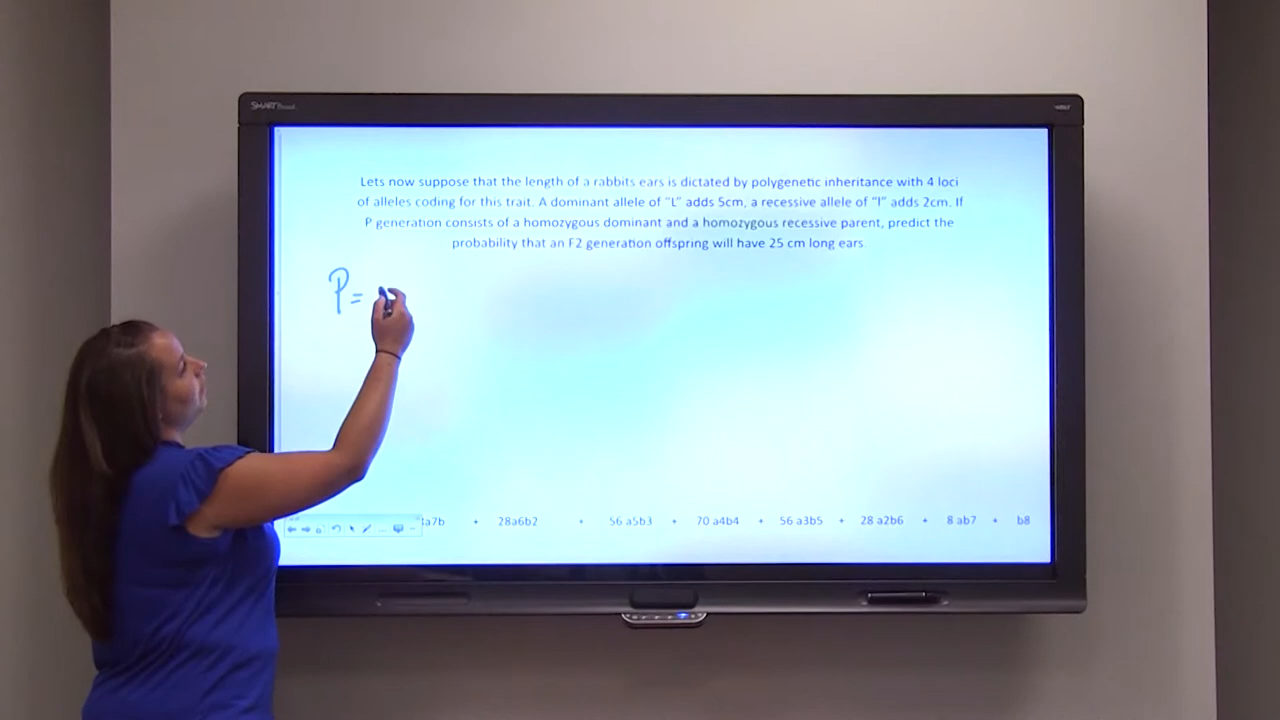 SMART Board
Lets now suppose that the length of a rabbits ears is dictated by polygenetic inheritance with 4 loci
of alleles coding for this trait. A dominant allele of "L" adds 5cm, a recessive allele of "l" adds 2cm. If
P generation consists of a homozygous dominant and a homozygous recessive parent, predict the
probability that an F2 generation offspring will have 25 cm long ears.
P=
a7b + 28a6b2 + 56 a5b3 + 70 a4b4 + 56 a3b5 + 28 a2b6 + 8 ab7 + b8